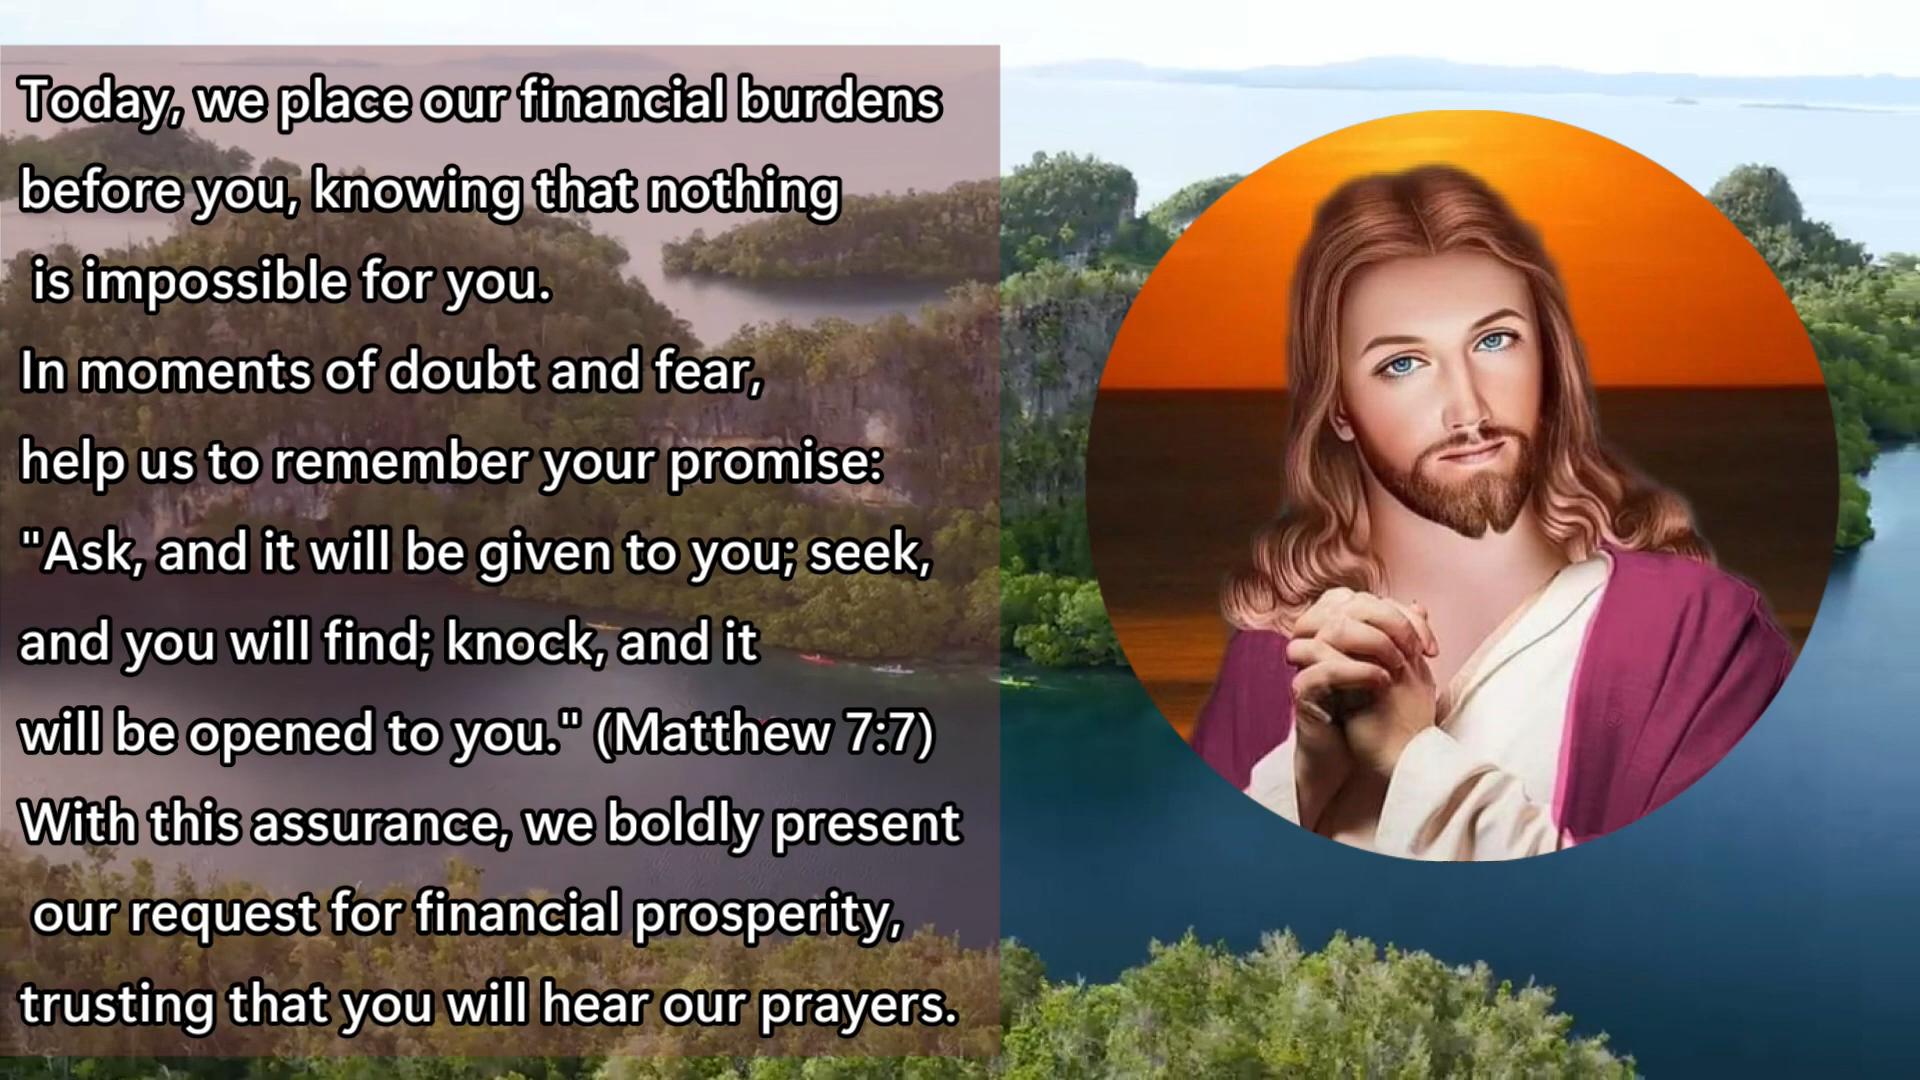 Today, we place our financial burdens
before you, knowing that nothing
is impossible for you.
In moments of doubt and fear,
help us to remember your promise:
"Ask, and it will be given to you; seek,
and you will find; knock, and it
will be opened to you." (Matthew 7:7)
With this assurance, we boldly present
our request for financial prosperity,
trusting that you will hear our prayers.